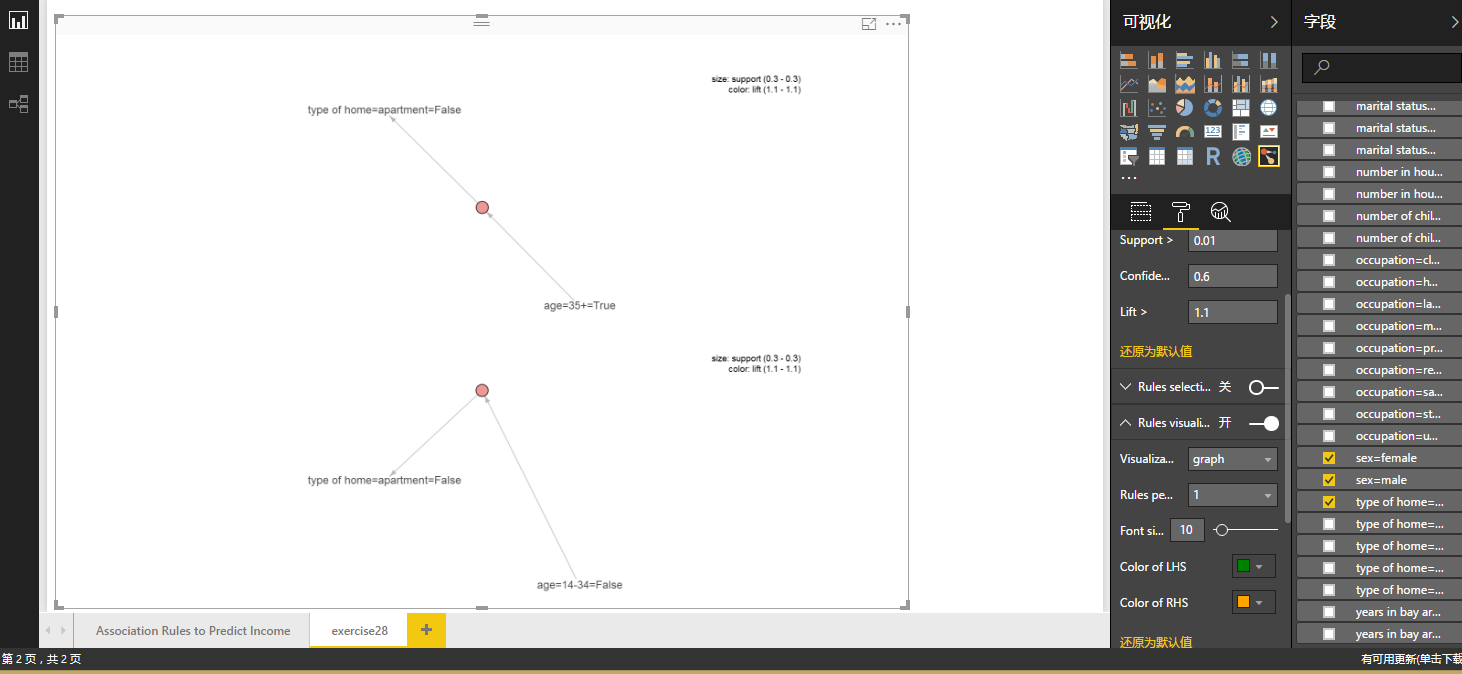 size: support (0.3 - 0.3)
color: lift (1.1 - 1.1)
type of home=apartment=False
age=35+=True
size: support (0.3 - 0.3)
color: lift (1.1 - 1.1)
type of home=apartment=False
age=14-34=False
Association Rules to Predict Income
exercise28
+
第 2 页，共 2 页
可视化
123
R
...
Support >
0.01
Confide...
0.6
Lift >
1.1
还原为默认值
Rules selecti... 关
Rules visuali... 开
Visualiza...
graph
Rules pe...
1
Font si...
10
Color of LHS
Color of RHS
还原为默认值
字段
marital status...
marital status...
marital status...
number in hou...
number in hou...
number of chil...
number of chil...
occupation=cl...
occupation=h...
occupation=la...
occupation=m...
occupation=pr...
occupation=re...
occupation=sa...
occupation=st...
occupation=u...
sex=female
sex=male
type of home=...
type of home=...
type of home=...
type of home=...
type of home=...
years in bay ar...
years in bay ar...
有可用更新(单击下载